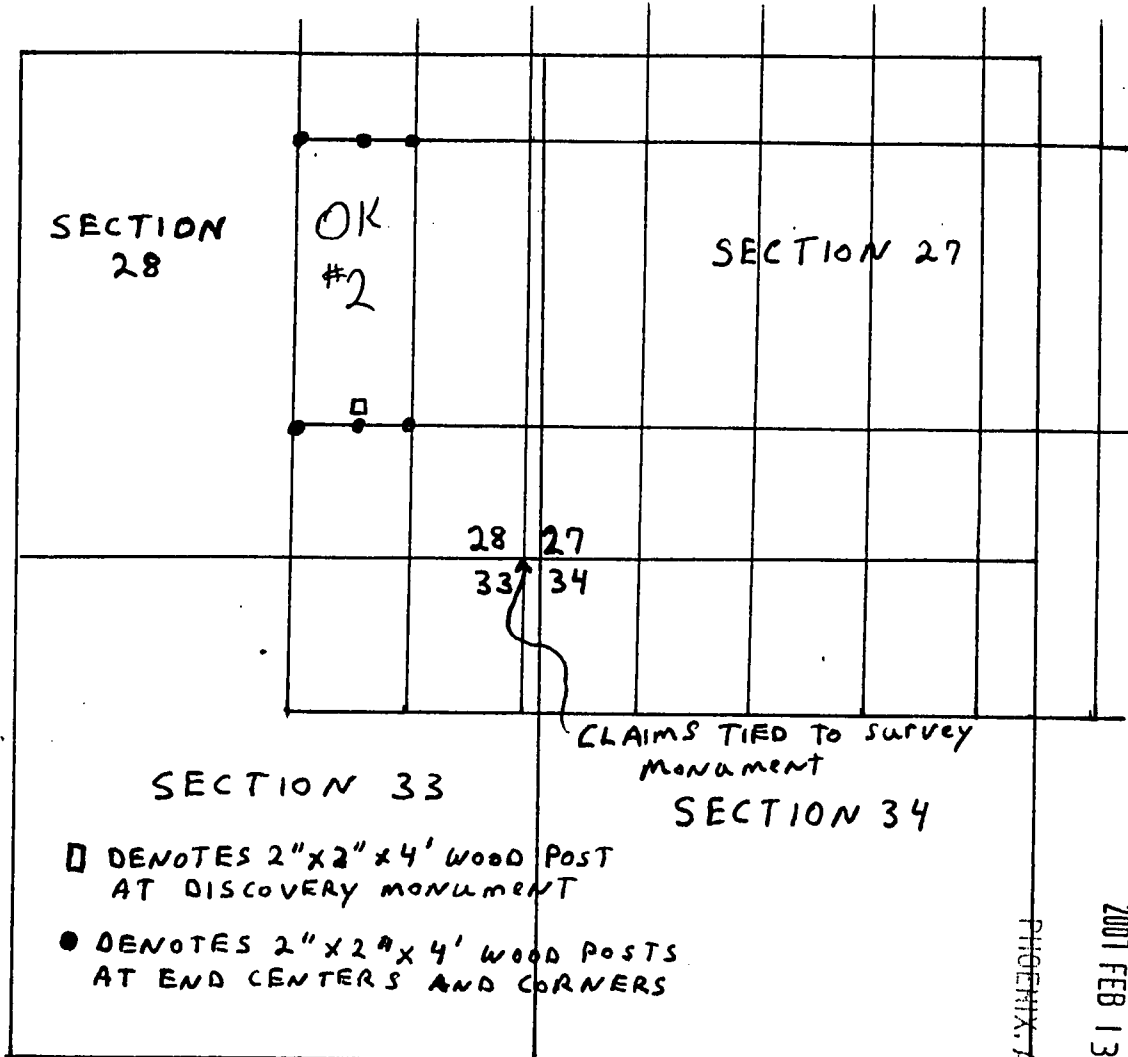 SECTION
28
OK
#2
SECTION 27
28 27
33 34
CLAIMS TIED TO survey
monument
SECTION 33
SECTION 34
DENOTES 2"x2"x4' WOOD POST
AT DISCOVERY monumenT
DENOTES 2"x2"x4' WOOD POSTS
AT END CENTERS AND CORNERS
2007 FEB 13
PHOENIX, A